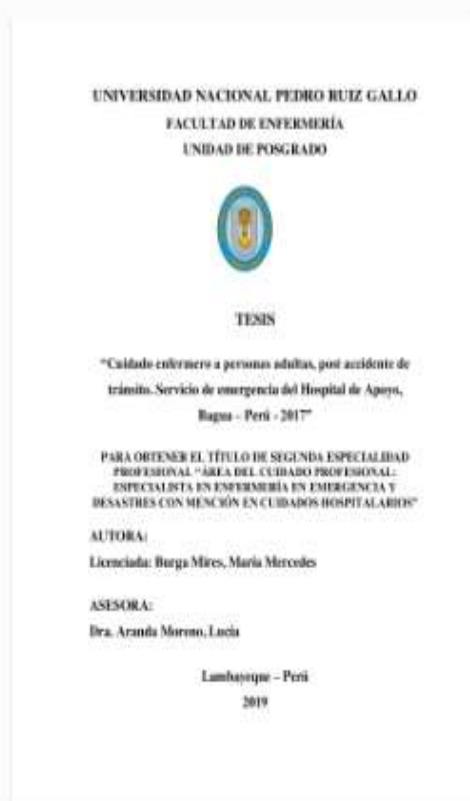 UNIVERSIDAD NACIONAL PEDRO RUIZ GALLO
FACULTAD DE ENFERMERÍA
UNIDAD DE POSGRADO
TESIS
“Cuidado enfermero a personas adultas, post accidente de
tránsito. Servicio de emergencia del Hospital de Apoyo,
Bagua – Perú - 2017”
PARA OBTENER EL TÍTULO DE SEGUNDA ESPECIALIDAD
PROFESIONAL “ÁREA DEL CUIDADO PROFESIONAL:
ESPECIALISTA EN ENFERMERÍA EN EMERGENCIA Y
DESASTRES CON MENCIÓN EN CUIDADOS HOSPITALARIOS”
AUTORA:
Licenciada: Burga Mires, María Mercedes
ASESORA:
Dra. Aranda Moreno, Lucía
Lambayeque – Perú
2019